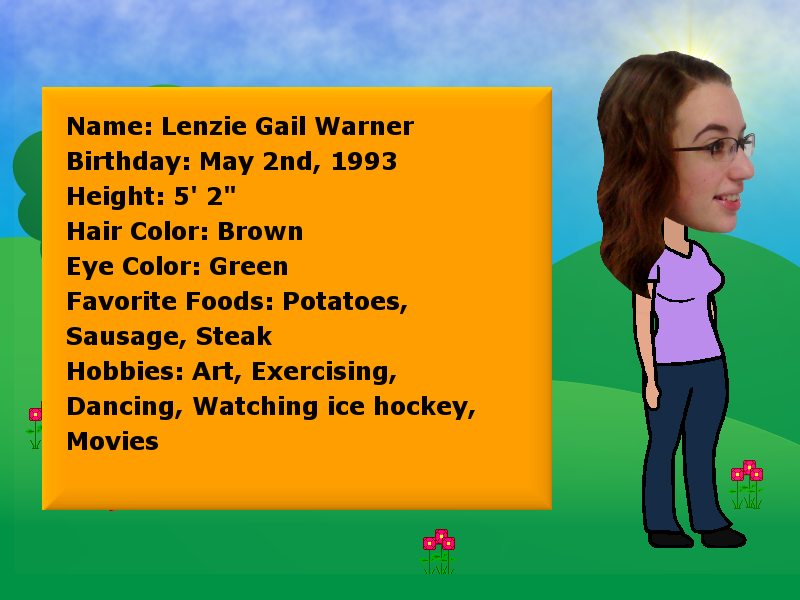 Name: Lenzie Gail Warner
Birthday: May 2nd, 1993
Height: 5' 2"
Hair Color: Brown
Eye Color: Green
Favorite Foods: Potatoes,
Sausage, Steak
Hobbies: Art, Exercising,
Dancing, Watching ice hockey,
Movies